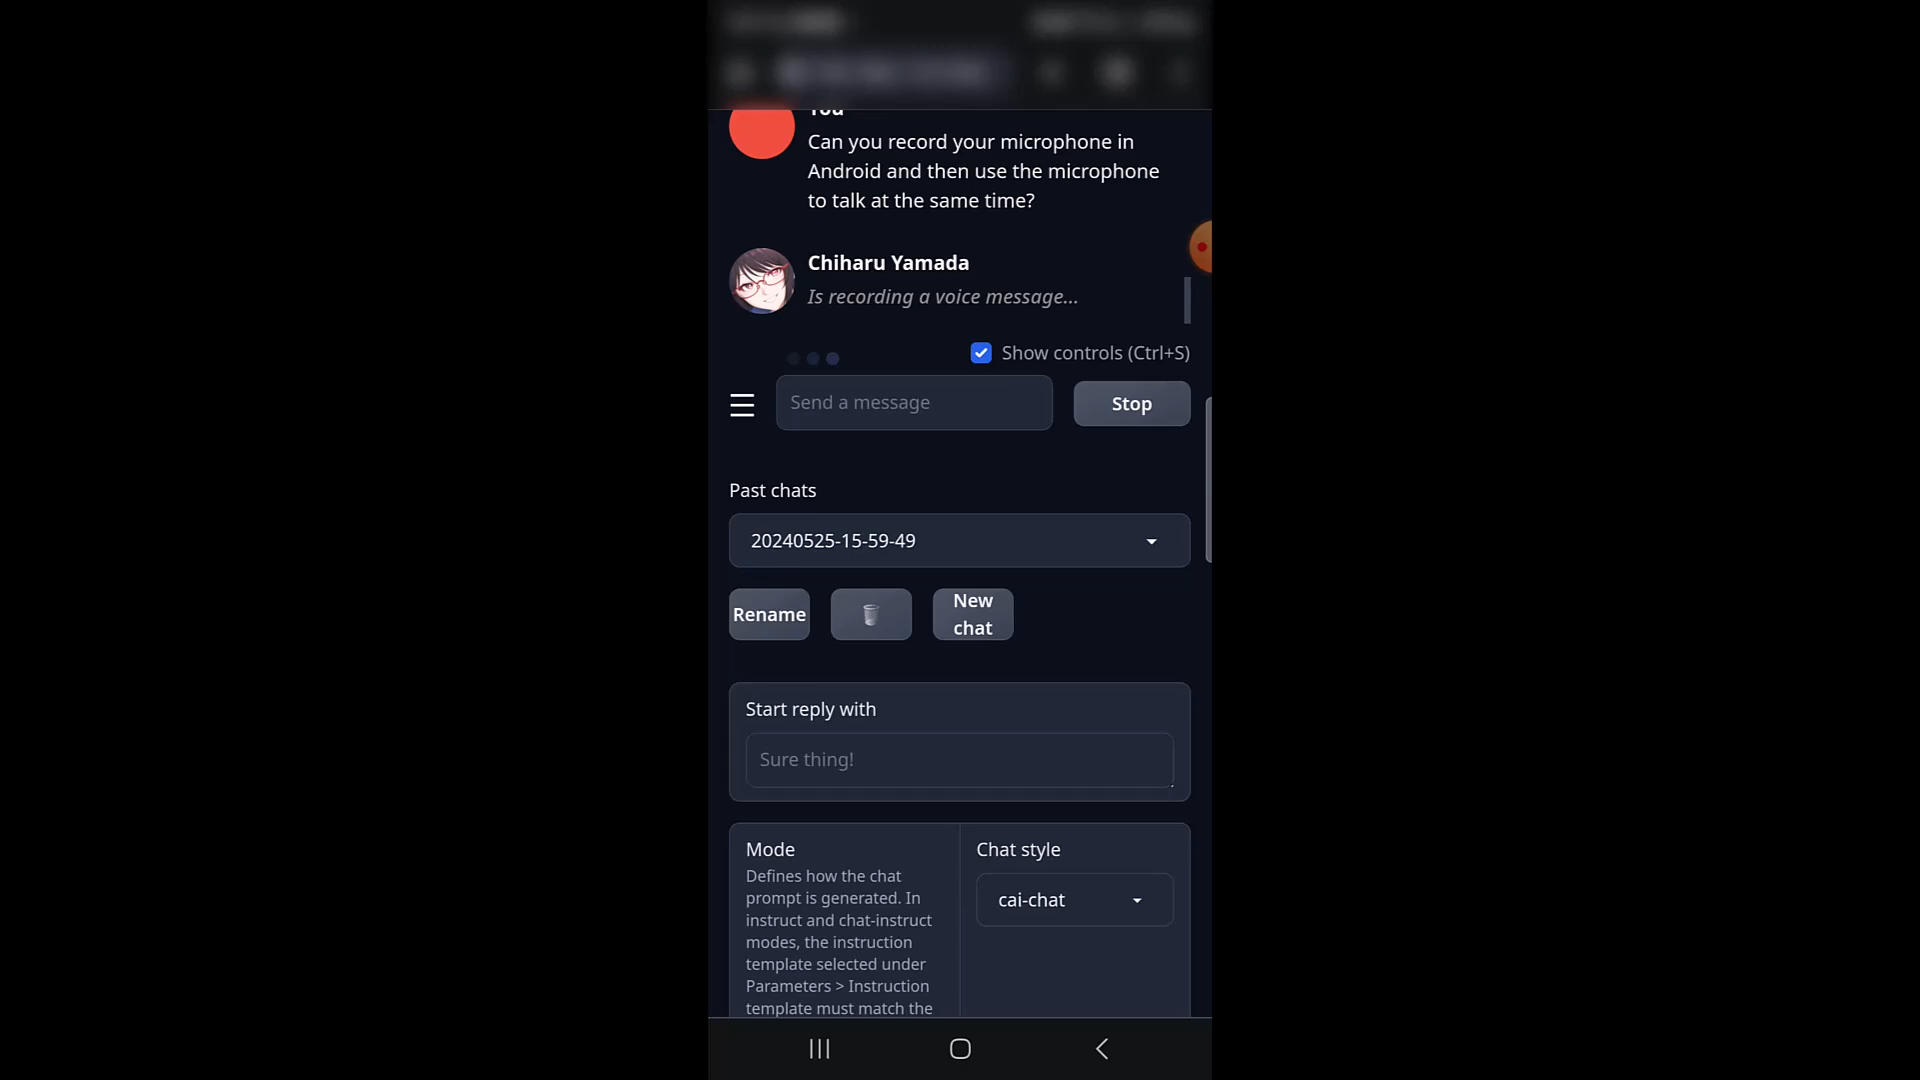 You
Can you record your microphone in
Android and then use the microphone
to talk at the same time?
Chiharu Yamada
Is recording a voice message...
Show controls (Ctrl+S)
Send a message
Stop
Past chats
20240525-15-59-49
Rename
New
chat
Start reply with
Sure thing!
Mode
Defines how the chat
prompt is generated. In
instruct and chat-instruct
modes, the instruction
template selected under
Parameters > Instruction
template must match the
Chat style
cai-chat